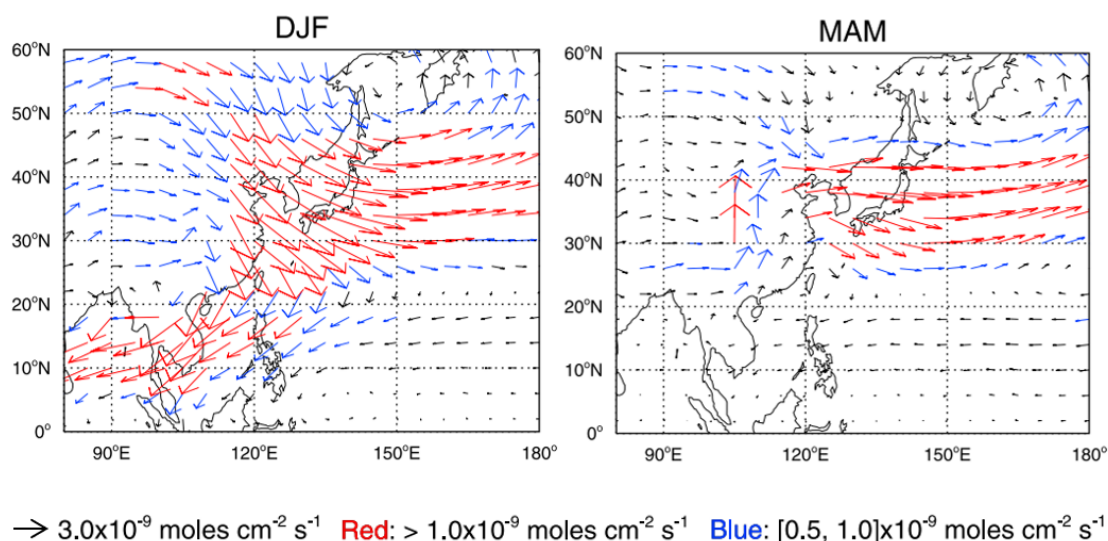 DJF
MAM
60°N
50°N
40°N
30°N
20°N
10°N
0°
90°E
120°E
150°E
180°
60°N
50°N
40°N
30°N
20°N
10°N
0°
90°E
120°E
150°E
180°
3.0x10⁻⁹ moles cm⁻² s⁻¹ Red: > 1.0x10⁻⁹ moles cm⁻² s⁻¹ Blue: [0.5, 1.0]x10⁻⁹ moles cm⁻² s⁻¹